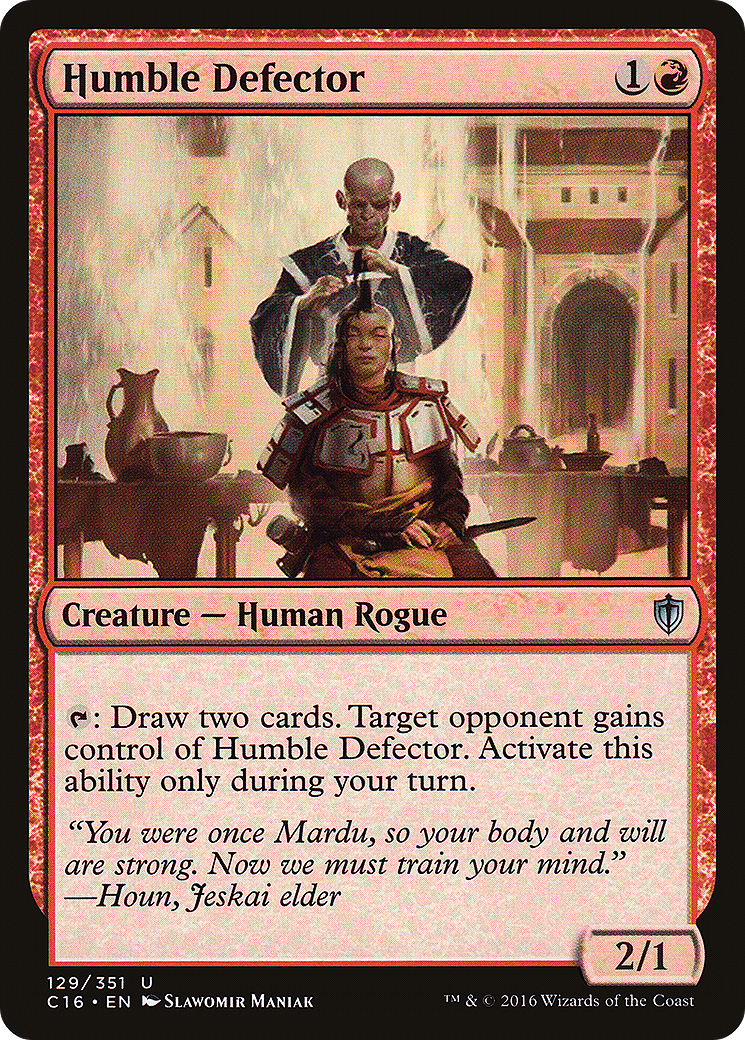 Humble Defector 1
Creature — Human Rogue
: Draw two cards. Target opponent gains
control of Humble Defector. Activate this
ability only during your turn.
“You were once Mardu, so your body and will
are strong. Now we must train your mind.”
—Houn, Jeskai elder
2/1
129/351 U
C16 • EN Slawomir Maniak
™ & © 2016 Wizards of the Coast